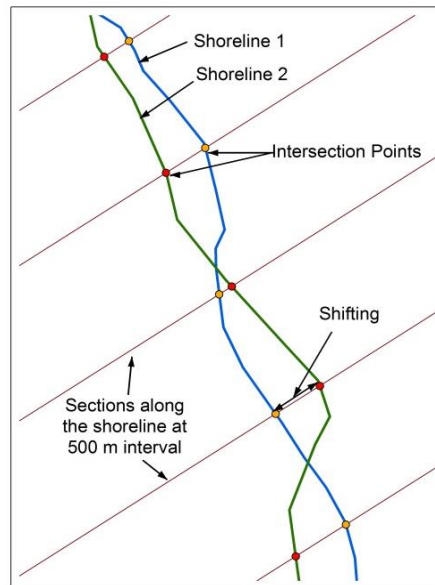 Shoreline 1
Shoreline 2
Intersection Points
Shifting
Sections along
the shoreline at
500 m interval